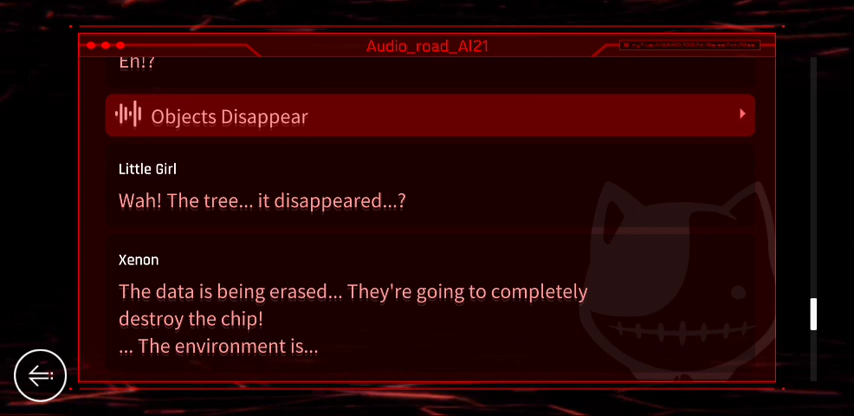 Audio_road_AI21
Eh!?
Objects Disappear
Little Girl
Wah! The tree... it disappeared...?
Xenon
The data is being erased... They're going to completely
destroy the chip!
... The environment is...